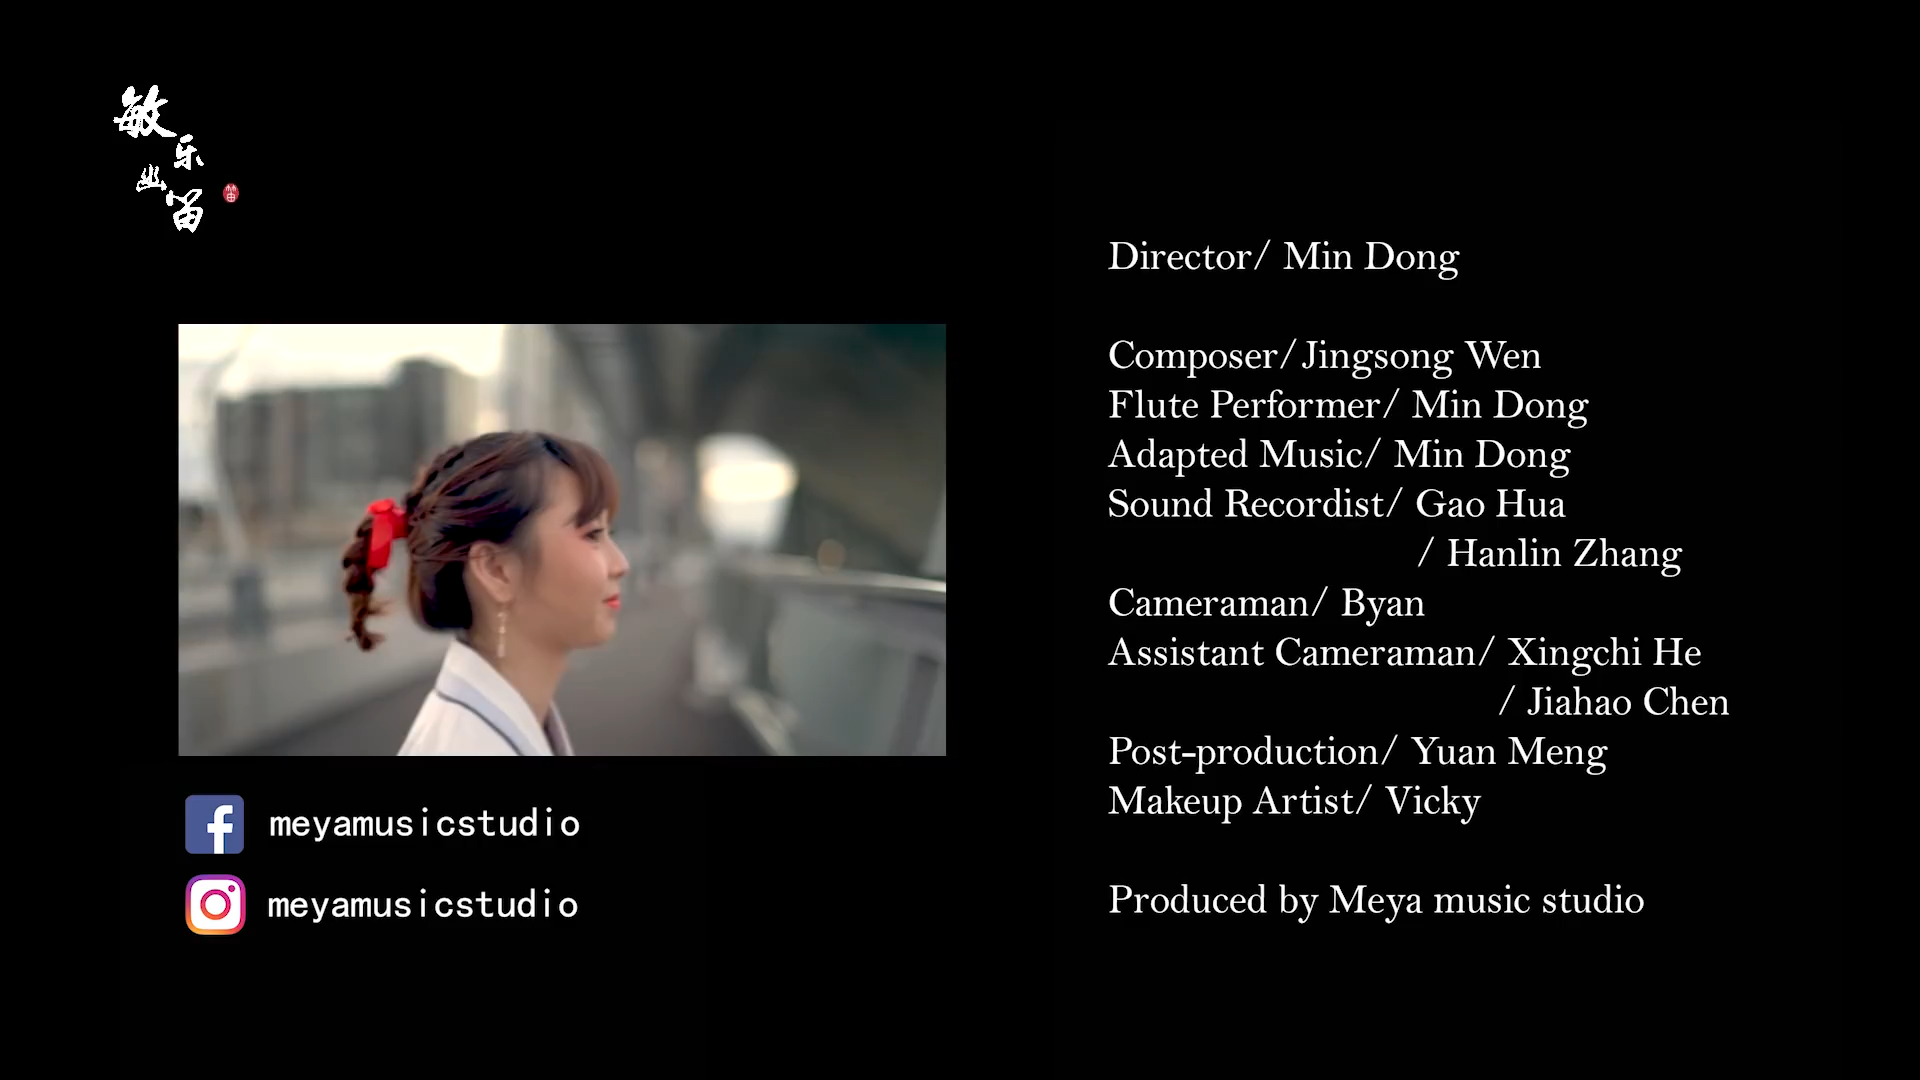 敏
乐
幽
笛
笛
Director/ Min Dong
Composer/Jingsong Wen
Flute Performer/ Min Dong
Adapted Music/ Min Dong
Sound Recordist/ Gao Hua
/ Hanlin Zhang
Cameraman/ Byan
Assistant Cameraman/ Xingchi He
/ Jiahao Chen
Post-production/ Yuan Meng
Makeup Artist/ Vicky
Produced by Meya music studio
meyamusicstudio
meyamusicstudio